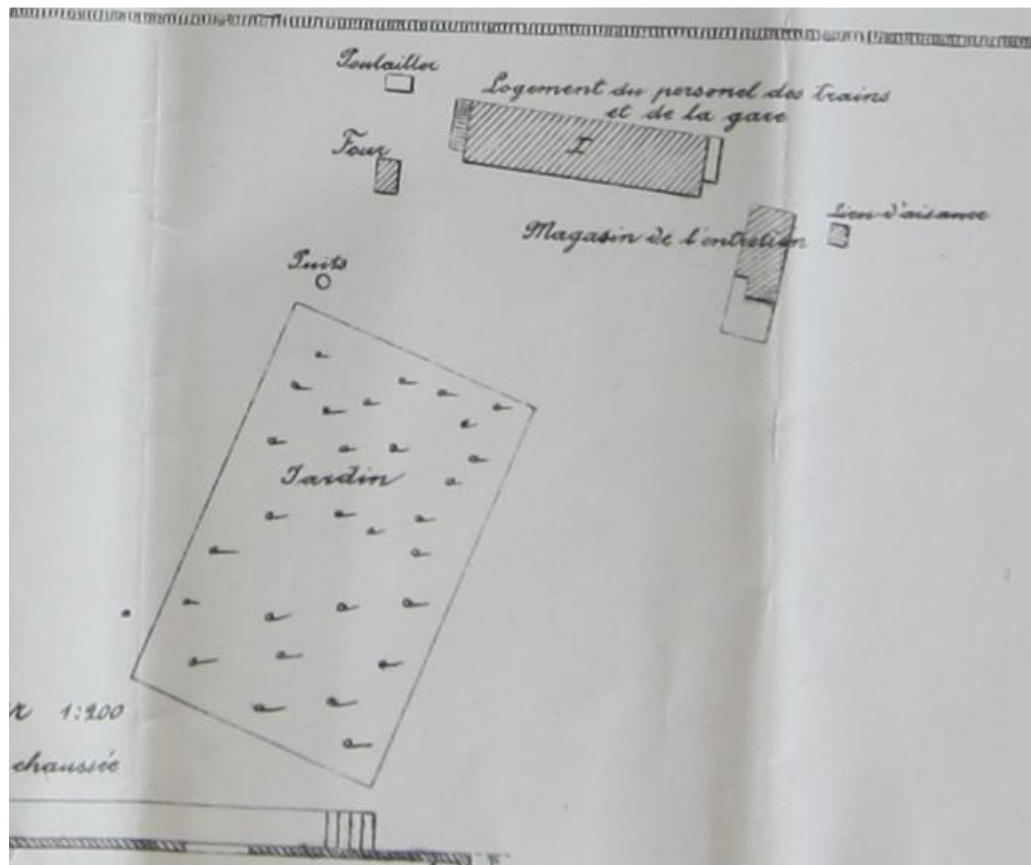 Poulailler
Logement du personel des trains
et de la gare
I
Four
Lieu d'aisance
Magasin de l'entretien
Puits
Jardin
1:200
chaussée